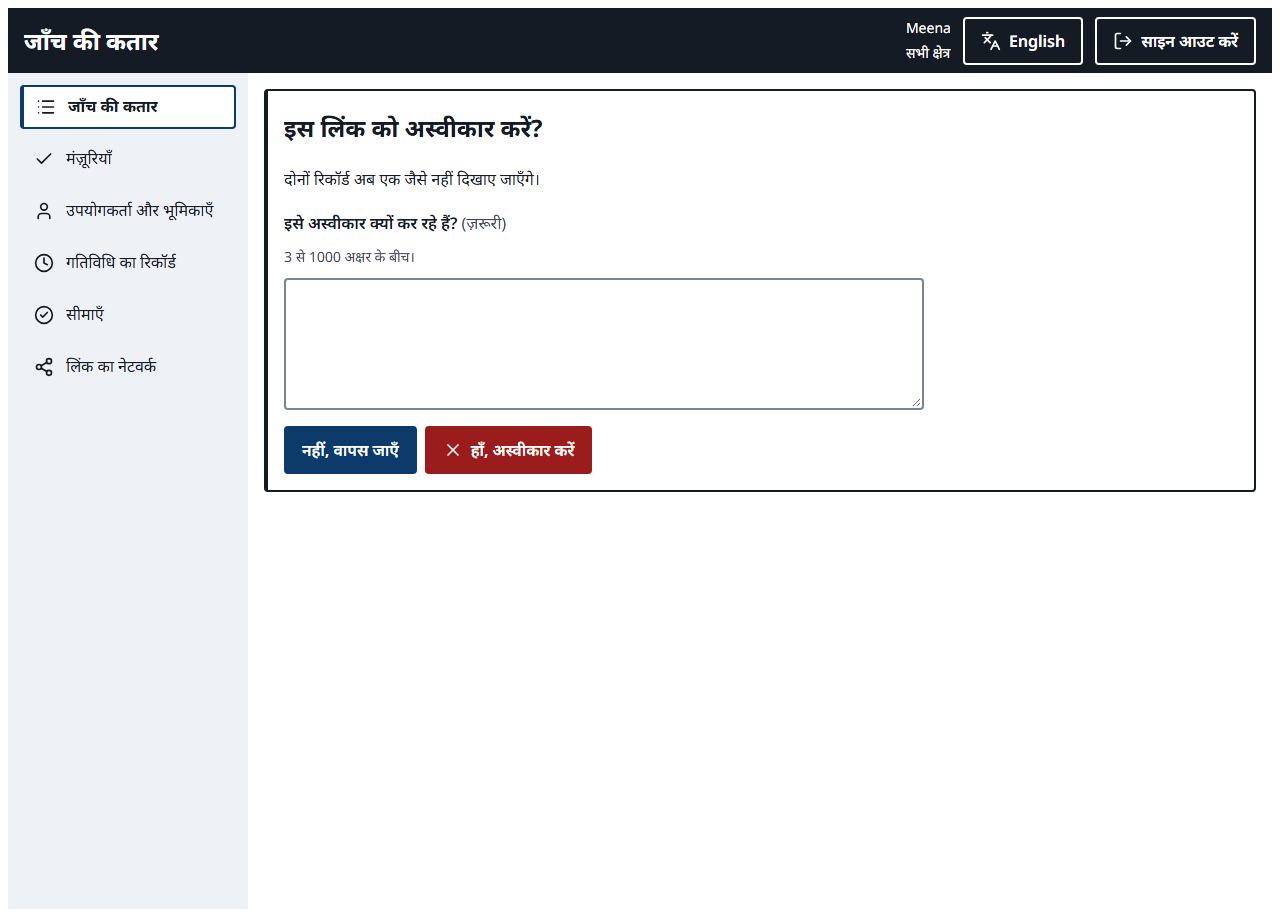 जाँच की कतार
Meena
सभी क्षेत्र
English
साइन आउट करें
जाँच की कतार
मंज़ूरियाँ
उपयोगकर्ता और भूमिकाएँ
गतिविधि का रिकॉर्ड
सीमाएँ
लिंक का नेटवर्क
इस लिंक को अस्वीकार करें?
दोनों रिकॉर्ड अब एक जैसे नहीं दिखाए जाएँगे।
इसे अस्वीकार क्यों कर रहे हैं? (ज़रूरी)
3 से 1000 अक्षर के बीच।
नहीं, वापस जाएँ
हाँ, अस्वीकार करें